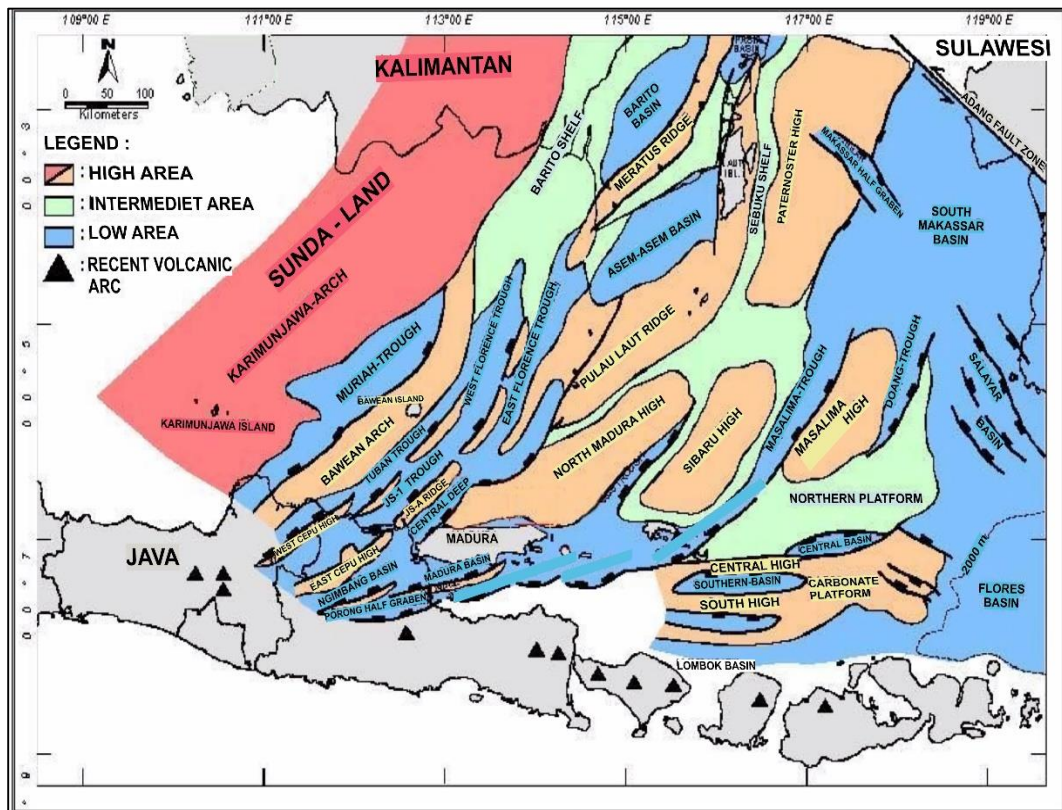 109°00 E 111°00 E 113°00 E 115°00 E 117°00 E 119°00 E
N
0 50 100
Kilometers
LEGEND :
: HIGH AREA
: INTERMEDIET AREA
: LOW AREA
: RECENT VOLCANIC
ARC
KALIMANTAN
SULAWESI
ADANG FAULT ZONE
BASIN
BARITO
BASIN
BARITO SHELF
MERATUS RIDGE
SEBUKU SHELF
PATERNOSTER HIGH
MAKASSAR HALF GRABEN
SOUTH
MAKASSAR
BASIN
SUNDA - LAND
KARIMUNJAWA-ARCH
KARIMUNJAWA ISLAND
ASEM-ASEM BASIN
MURIAH-TROUGH
BAWEAN ISLAND
BAWEAN ARCH
TUBAN TROUGH
JS-1 TROUGH
JS-A RIDGE
CENTRAL DEEP
WEST FLORENCE TROUGH
EAST FLORENCE TROUGH
PULAU LAUT RIDGE
NORTH MADURA HIGH
SIBARU HIGH
MASALIMA-TROUGH
MASALIMA
HIGH
DOANG-TROUGH
SALAYAR
BASIN
NORTHERN PLATFORM
WEST CEPU HIGH
EAST CEPU HIGH
NGIMBANG BASIN
MADURA
MADURA BASIN
PORONG HALF GRABEN
JAVA
CENTRAL BASIN
CENTRAL HIGH
SOUTHERN-BASIN
CARBONATE
PLATFORM
SOUTH HIGH
LOMBOK BASIN
2000 m
FLORES
BASIN
3
5
7
9